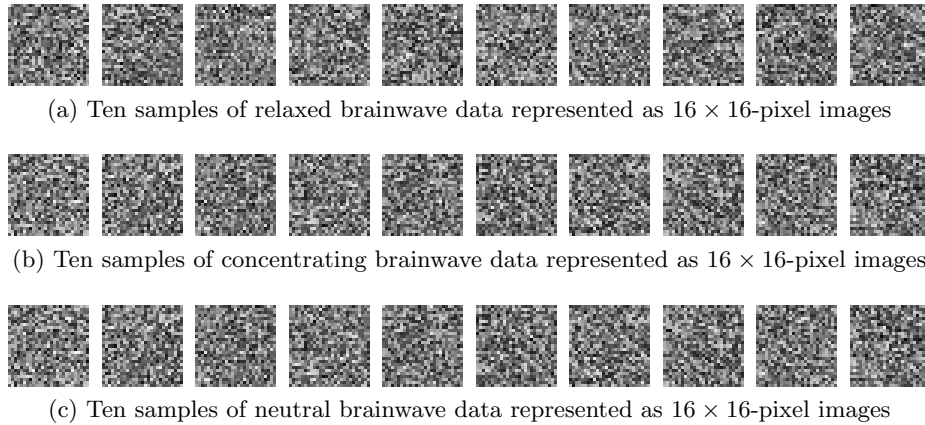 (a) Ten samples of relaxed brainwave data represented as 16 × 16-pixel images
(b) Ten samples of concentrating brainwave data represented as 16 × 16-pixel images
(c) Ten samples of neutral brainwave data represented as 16 × 16-pixel images